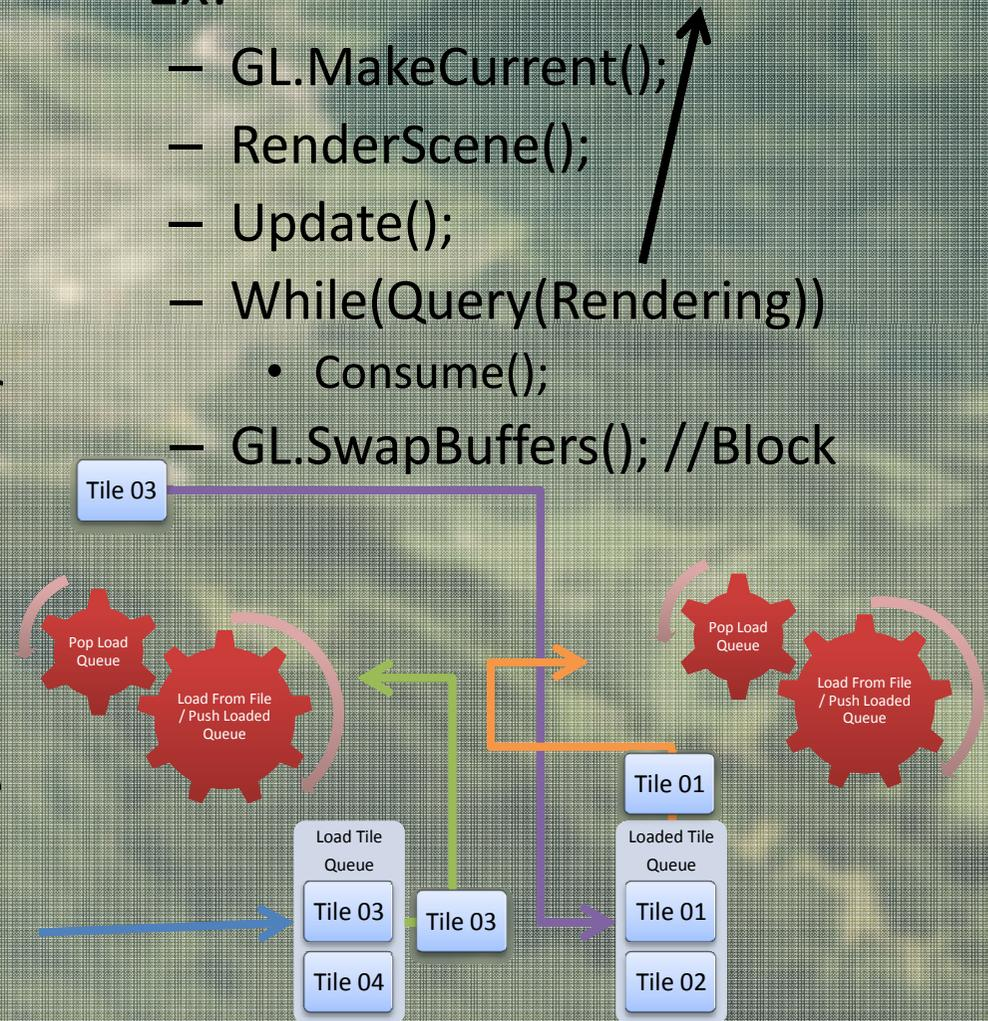 Ex:
– GL.MakeCurrent();
– RenderScene();
– Update();
– While(Query(Rendering))
• Consume();
– GL.SwapBuffers(); //Block
Tile 03
Pop Load
Queue
Load From File
/ Push Loaded
Queue
Pop Load
Queue
Load From File
/ Push Loaded
Queue
Tile 01
Load Tile
Queue
Tile 03
Tile 04
Tile 03
Loaded Tile
Queue
Tile 01
Tile 02